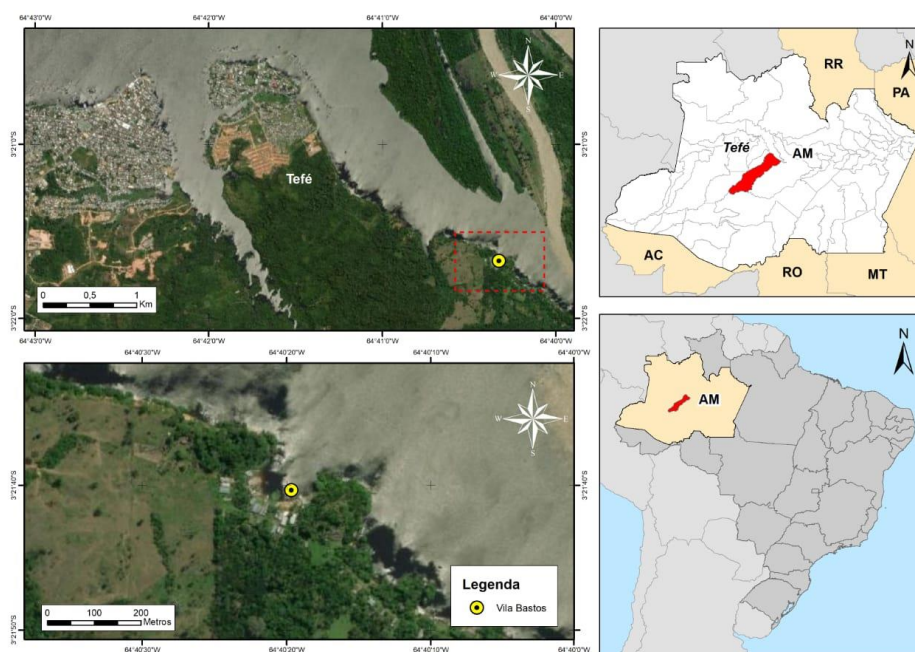 64°43'0"W 64°42'0"W 64°41'0"W 64°40'0"W
N
W E
S
3°21'0"S 3°21'0"S
Tefé
0 0,5 1
Km
3°22'0"S 3°22'0"S
64°43'0"W 64°42'0"W 64°41'0"W 64°40'0"W
64°40'30"W 64°40'20"W 64°40'10"W 64°40'0"W
N
W E
S
3°21'40"S 3°21'40"S
Legenda
Vila Bastos
0 100 200
Metros
3°21'50"S 3°21'50"S
64°40'30"W 64°40'20"W 64°40'10"W 64°40'0"W
N
RR
PA
Tefé
AM
AC
RO
MT
N
AM